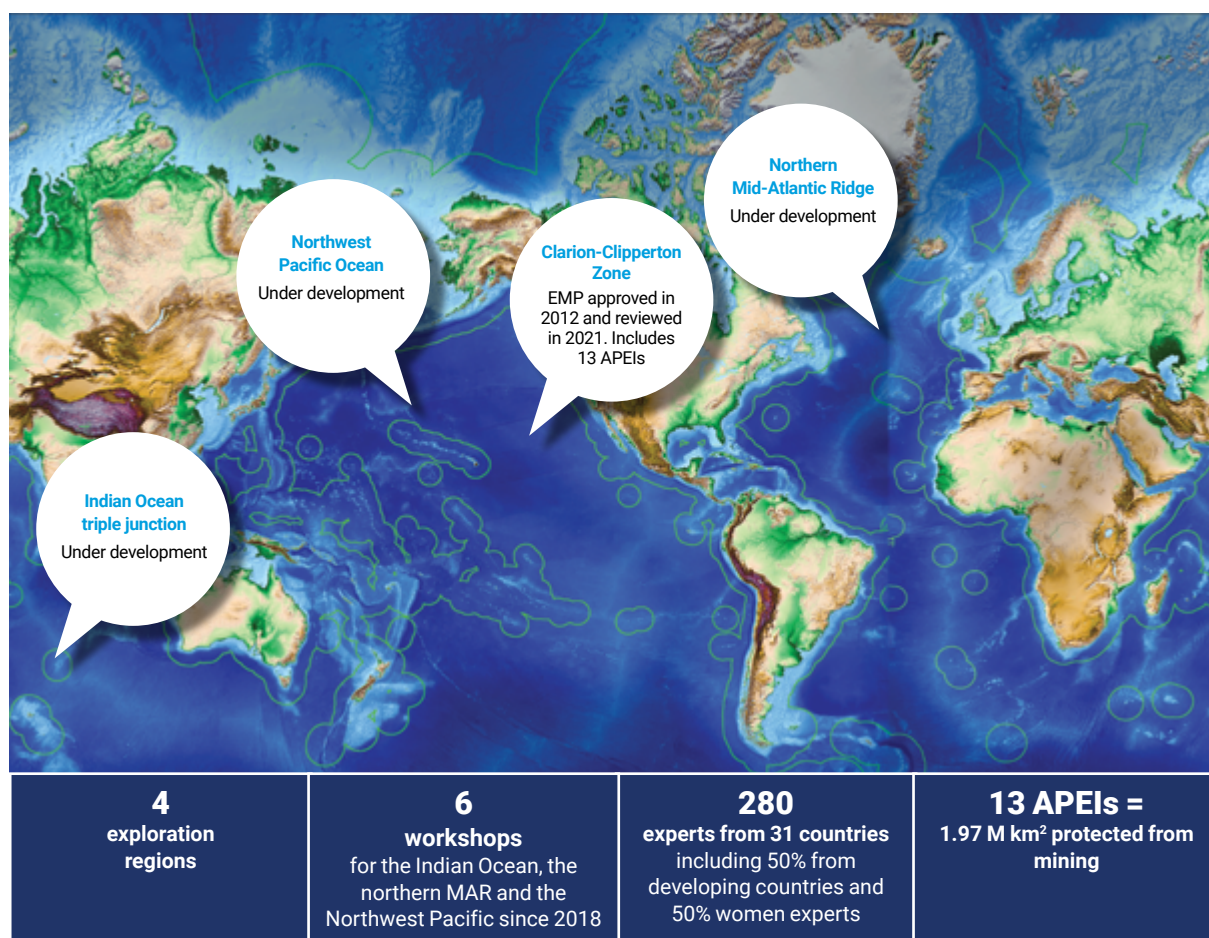 Northern
Mid-Atlantic Ridge
Under development
Northwest
Pacific Ocean
Under development
Clarion-Clipperton
Zone
EMP approved in
2012 and reviewed
in 2021. Includes
13 APEIs
Indian Ocean
triple junction
Under development
4
exploration
regions
6
workshops
for the Indian Ocean, the
northern MAR and the
Northwest Pacific since 2018
280
experts from 31 countries
including 50% from
developing countries and
50% women experts
13 APEIs =
1.97 M km² protected from
mining